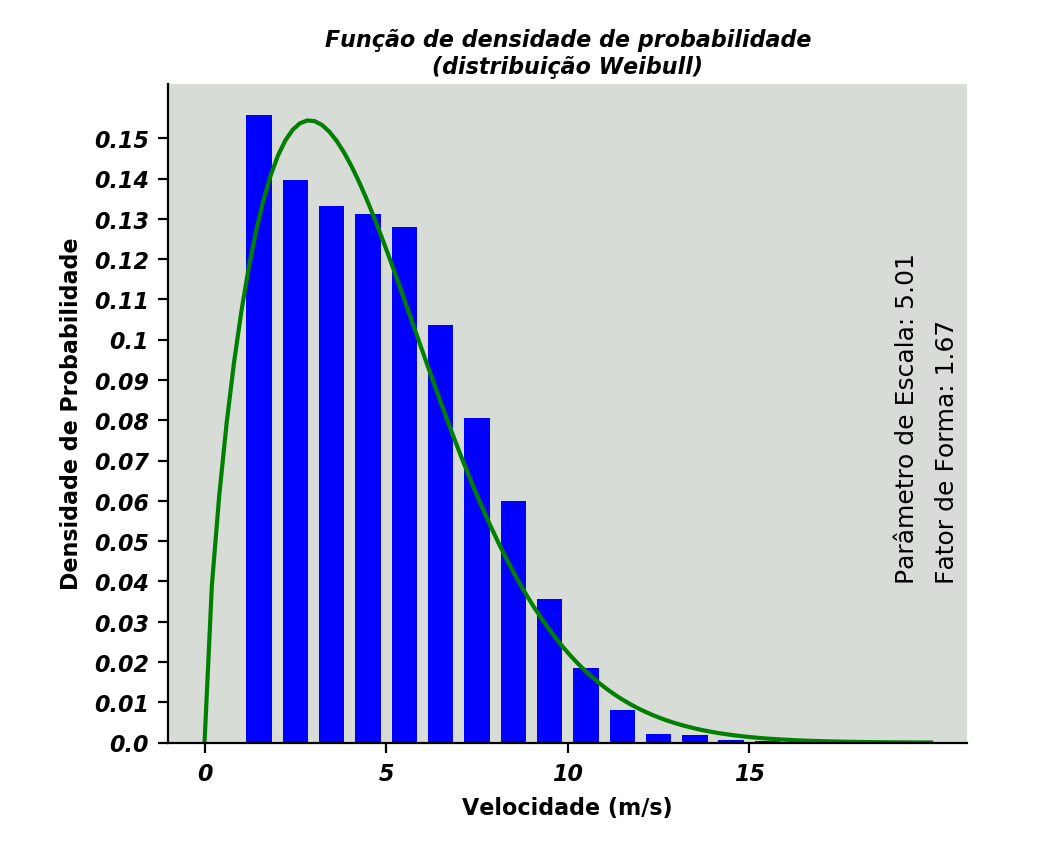 Função de densidade de probabilidade
(distribuição Weibull)
Densidade de Probabilidade
0.15
0.14
0.13
0.12
0.11
0.1
0.09
0.08
0.07
0.06
0.05
0.04
0.03
0.02
0.01
0.0
0 5 10 15
Velocidade (m/s)
Parâmetro de Escala: 5.01
Fator de Forma: 1.67